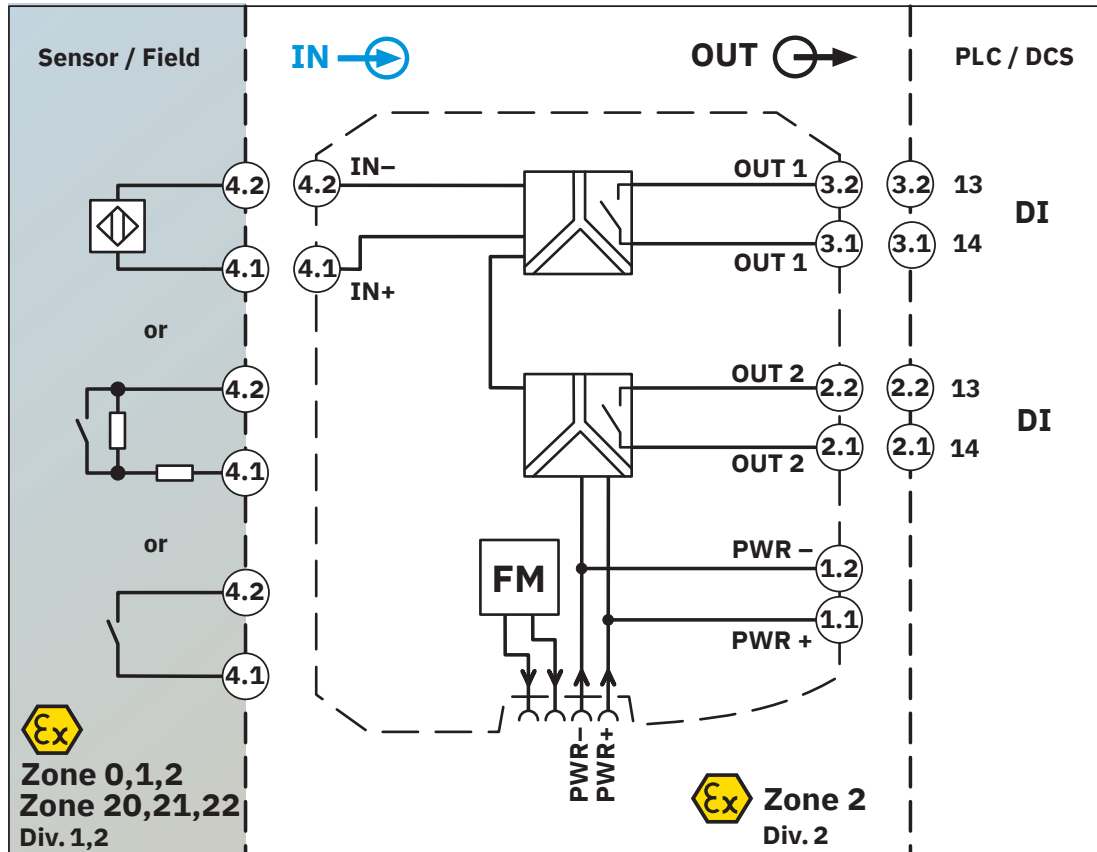 Sensor / Field
IN
OUT
PLC / DCS
4.2
4.2
IN−
OUT 1
3.2
3.2
13
DI
4.1
4.1
IN+
OUT 1
3.1
3.1
14
or
4.2
OUT 2
2.2
2.2
13
DI
4.1
OUT 2
2.1
2.1
14
or
4.2
FM
PWR −
1.2
1.1
PWR +
4.1
PWR−
PWR+
Ex
Zone 0,1,2
Zone 20,21,22
Div. 1,2
Ex
Zone 2
Div. 2